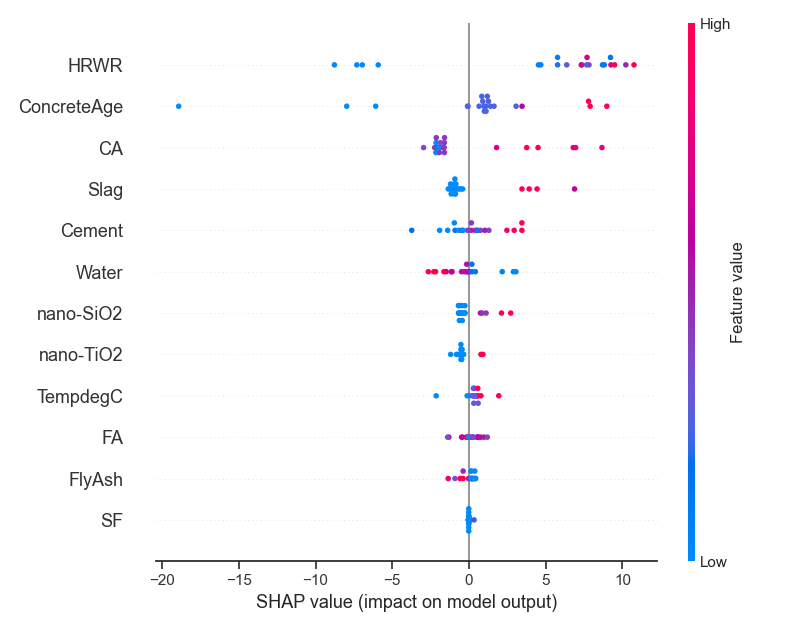 High
HRWR
ConcreteAge
CA
Slag
Cement
Water
nano-SiO2
nano-TiO2
TempdegC
FA
FlyAsh
SF
Feature value
Low
−20 −15 −10 −5 0 5 10
SHAP value (impact on model output)